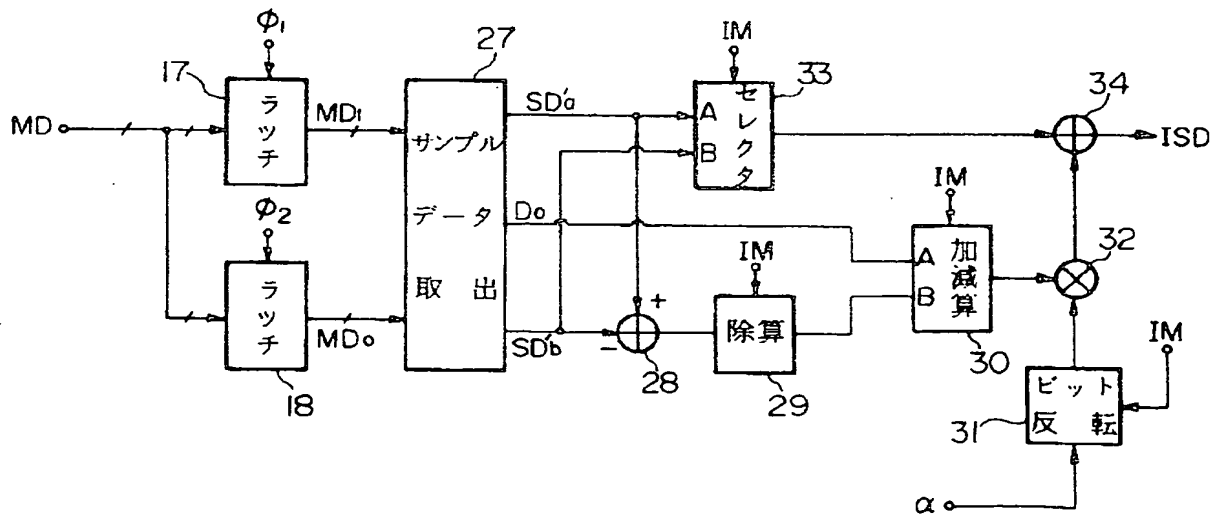 φ1
17
ラッチ
MD
MD1
φ2
ラッチ
MD0
18
27
サンプル
データ
取出
SD'a
D0
SD'b
IM
33
A
B
セレクタ
34
ISD
IM
加減算
A
B
30
32
IM
除算
29
+
-
28
IM
ビット
反転
31
α